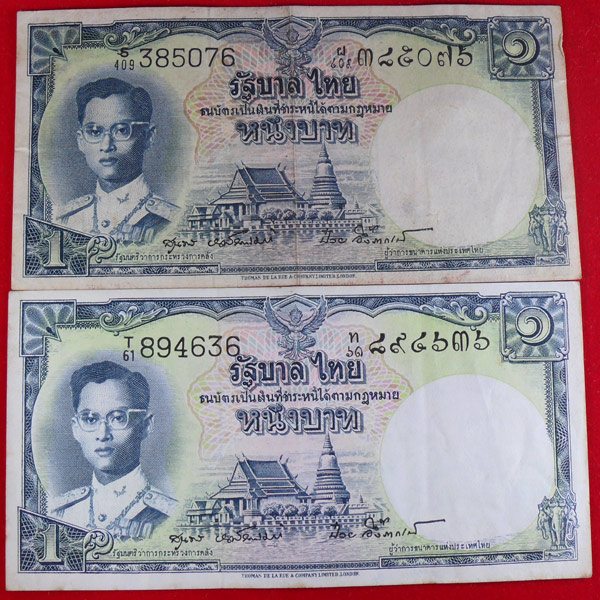 S/409 385076 ฝ/๔๐๙ ๓๘๕๐๗๖ ๑
รัฐบาลไทย
ธนบัตรเป็นเงินที่ชำระหนี้ได้ตามกฎหมาย
หนึ่งบาท
1 รัฐมนตรีว่าการกระทรวงการคลัง ผู้ว่าการธนาคารแห่งประเทศไทย
THOMAS DE LA RUE & COMPANY LIMITED, LONDON.
T/61 894636 ท/๖๑ ๘๙๔๖๓๖ ๑
รัฐบาลไทย
ธนบัตรเป็นเงินที่ชำระหนี้ได้ตามกฎหมาย
หนึ่งบาท
1 รัฐมนตรีว่าการกระทรวงการคลัง ผู้ว่าการธนาคารแห่งประเทศไทย
THOMAS DE LA RUE & COMPANY LIMITED, LONDON.